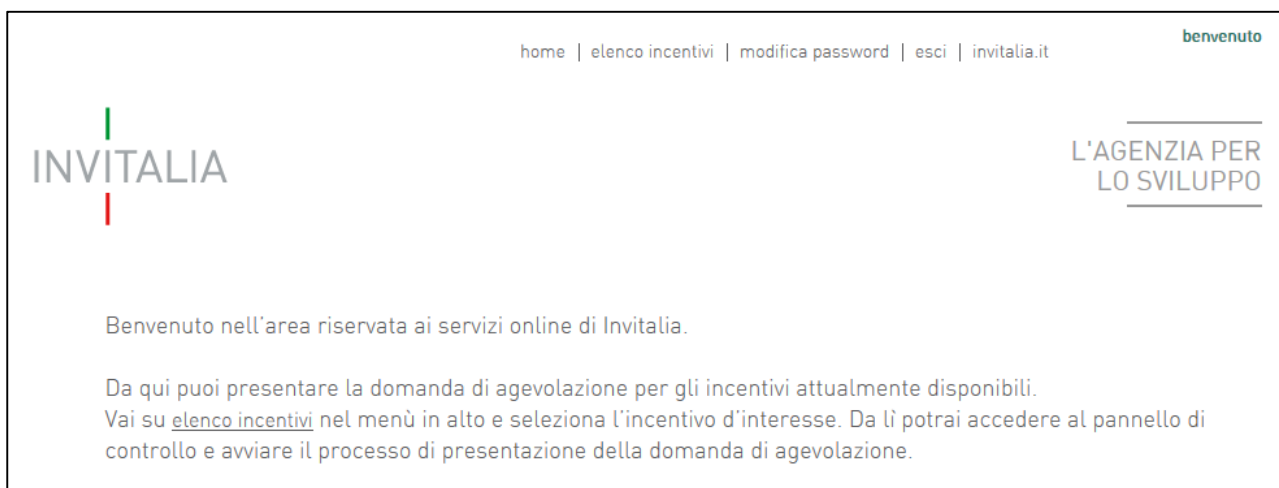 benvenuto
home | elenco incentivi | modifica password | esci | invitalia.it
INVITALIA
L'AGENZIA PER
LO SVILUPPO
Benvenuto nell'area riservata ai servizi online di Invitalia.
Da qui puoi presentare la domanda di agevolazione per gli incentivi attualmente disponibili.
Vai su elenco incentivi nel menù in alto e seleziona l'incentivo d'interesse. Da lì potrai accedere al pannello di
controllo e avviare il processo di presentazione della domanda di agevolazione.